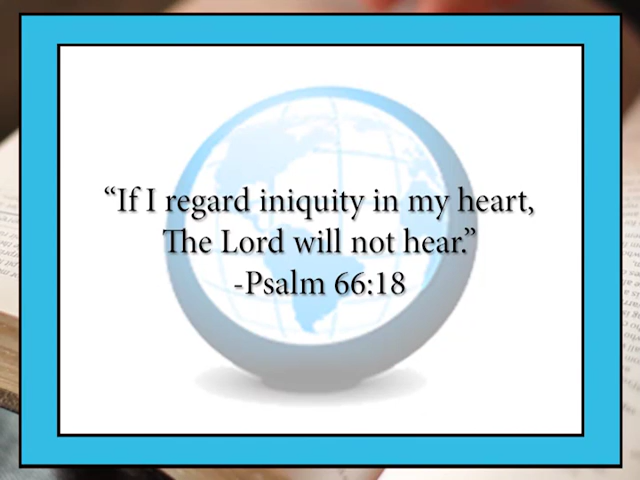 “If I regard iniquity in my heart,
The Lord will not hear.”
-Psalm 66:18